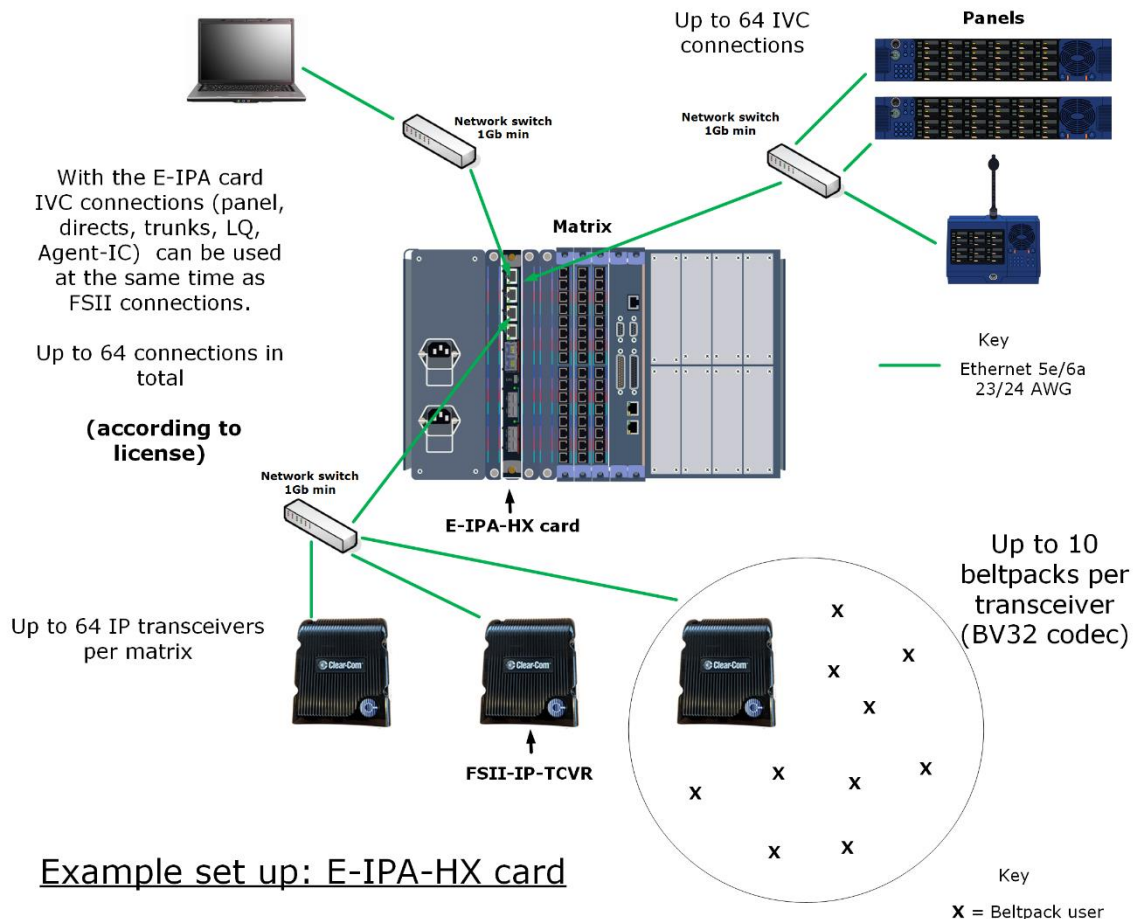 Up to 64 IVC
connections
Panels
Network switch
1Gb min
Network switch
1Gb min
With the E-IPA card
IVC connections (panel,
directs, trunks, LQ,
Agent-IC) can be used
at the same time as
FSII connections.
Up to 64 connections in
total
(according to
license)
Matrix
Key
Ethernet 5e/6a
23/24 AWG
Network switch
1Gb min
E-IPA-HX card
Up to 10
beltpacks per
transceiver
(BV32 codec)
Up to 64 IP transceivers
per matrix
Clear-Com
Clear-Com
Clear-Com
FSII-IP-TCVR
X
X
X
X
X
X
X
X
X
X
Example set up: E-IPA-HX card
Key
X = Beltpack user